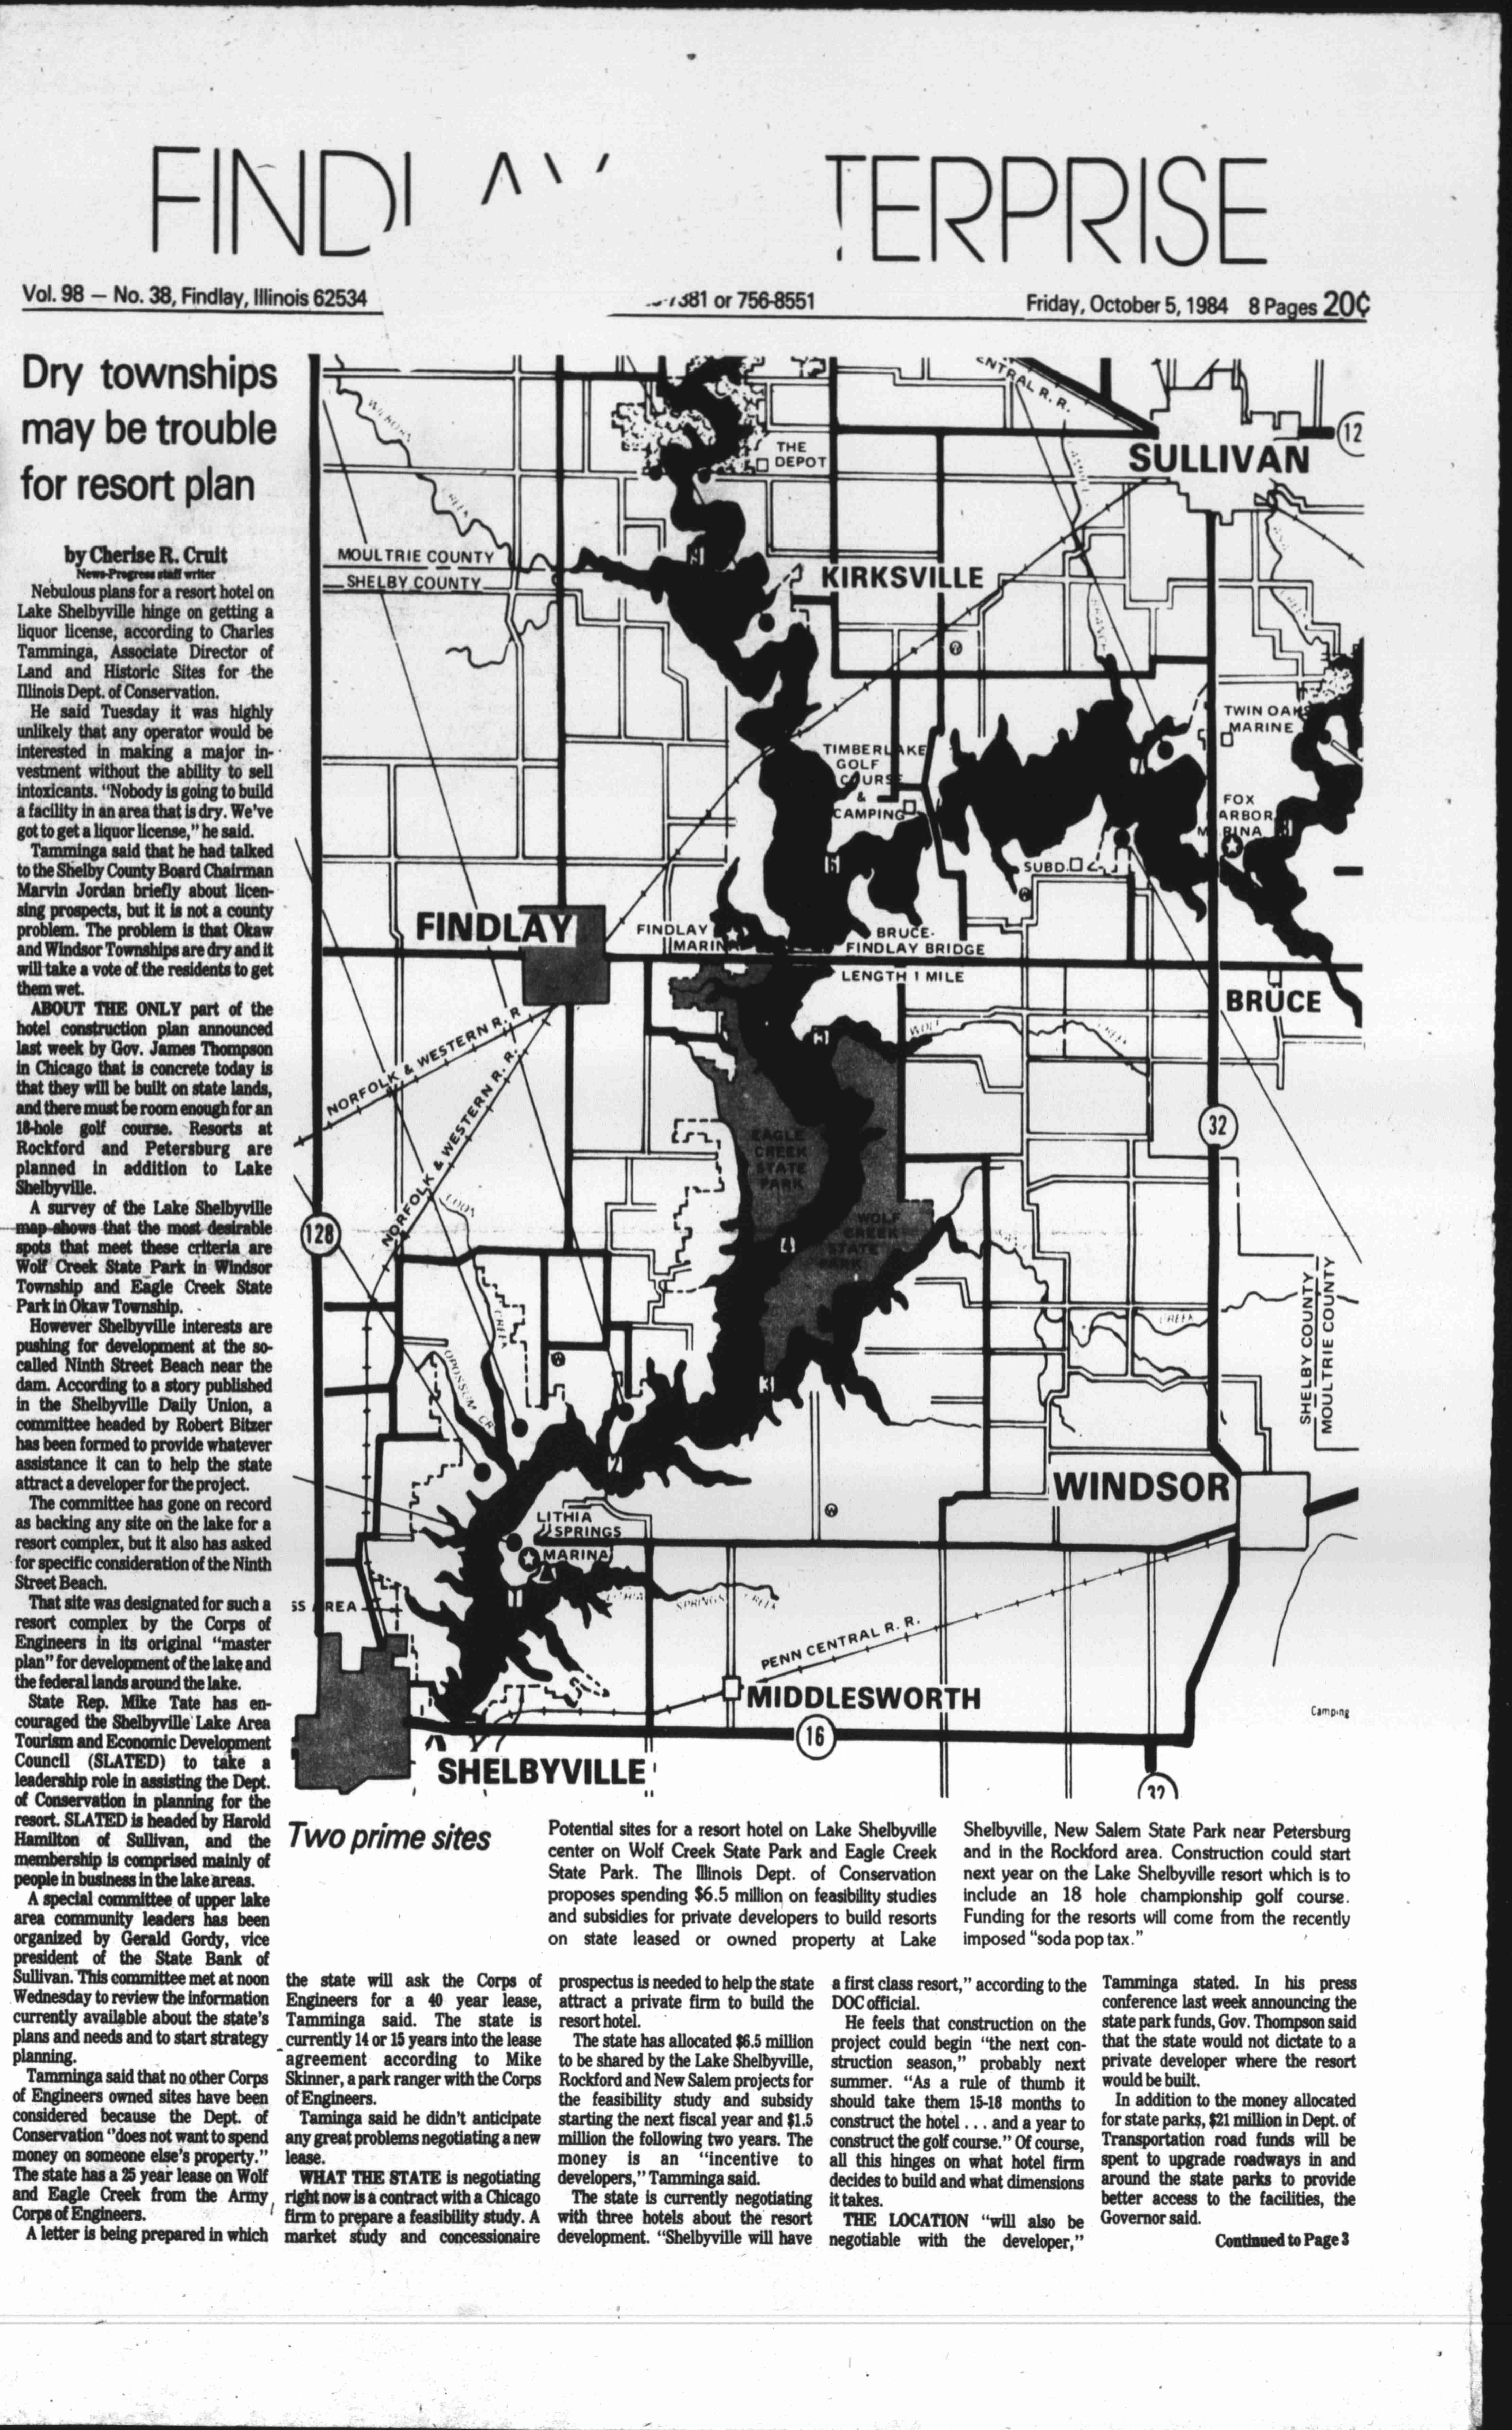 FINDLAY TERPRISE
Vol. 98 — No. 38, Findlay, Illinois 62534
-7381 or 756-8551
Friday, October 5, 1984 8 Pages 20¢
Dry townships
may be trouble
for resort plan
by Cherise R. Cruit
News-Progress staff writer
Nebulous plans for a resort hotel on
Lake Shelbyville hinge on getting a
liquor license, according to Charles
Tamminga, Associate Director of
Land and Historic Sites for the
Illinois Dept. of Conservation.
He said Tuesday it was highly
unlikely that any operator would be
interested in making a major in-
vestment without the ability to sell
intoxicants. "Nobody is going to build
a facility in an area that is dry. We've
got to get a liquor license," he said.
Tamminga said that he had talked
to the Shelby County Board Chairman
Marvin Jordan briefly about licen-
sing prospects, but it is not a county
problem. The problem is that Okaw
and Windsor Townships are dry and it
will take a vote of the residents to get
them wet.
ABOUT THE ONLY part of the
hotel construction plan announced
last week by Gov. James Thompson
in Chicago that is concrete today is
that they will be built on state lands,
and there must be room enough for an
18-hole golf course. Resorts at
Rockford and Petersburg are
planned in addition to Lake
Shelbyville.
A survey of the Lake Shelbyville
map shows that the most desirable
spots that meet these criteria are
Wolf Creek State Park in Windsor
Township and Eagle Creek State
Park in Okaw Township.
However Shelbyville interests are
pushing for development at the so-
called Ninth Street Beach near the
dam. According to a story published
in the Shelbyville Daily Union, a
committee headed by Robert Bitzer
has been formed to provide whatever
assistance it can to help the state
attract a developer for the project.
The committee has gone on record
as backing any site on the lake for a
resort complex, but it also has asked
for specific consideration of the Ninth
Street Beach.
That site was designated for such a
resort complex by the Corps of
Engineers in its original "master
plan" for development of the lake and
the federal lands around the lake.
State Rep. Mike Tate has en-
couraged the Shelbyville Lake Area
Tourism and Economic Development
Council (SLATED) to take a
leadership role in assisting the Dept.
of Conservation in planning for the
resort. SLATED is headed by Harold
Hamilton of Sullivan, and the
membership is comprised mainly of
people in business in the lake areas.
A special committee of upper lake
area community leaders has been
organized by Gerald Gordy, vice
president of the State Bank of
Sullivan. This committee met at noon
Wednesday to review the information
currently available about the state's
plans and needs and to start strategy
planning.
Tamminga said that no other Corps
of Engineers owned sites have been
considered because the Dept. of
Conservation "does not want to spend
money on someone else's property."
The state has a 25 year lease on Wolf
and Eagle Creek from the Army
Corps of Engineers.
A letter is being prepared in which
CENTRAL R. R.
12
SULLIVAN
THE
DEPOT
CREEK
MOULTRIE COUNTY
SHELBY COUNTY
9
KIRKSVILLE
TWIN OAKS
MARINE
TIMBERLAKE
GOLF
COURSE
&
CAMPING
6
FOX
HARBOR
MARINA
8
SUBD.
FINDLAY
FINDLAY
MARINA
BRUCE-
FINDLAY BRIDGE
LENGTH 1 MILE
BRUCE
WOLF CREEK
5
NORFOLK & WESTERN R. R.
NORFOLK & WESTERN R. R.
EAGLE
CREEK
STATE
PARK
WOLF
CREEK
STATE
PARK
32
128
4
COON
CREEK
OPOSSUM CR
CREEK
SHELBY COUNTY
MOULTRIE COUNTY
3
2
WINDSOR
LITHIA
SPRINGS
MARINA
1
LITHIA SPRINGS CREEK
SS AREA
PENN CENTRAL R. R.
MIDDLESWORTH
Camping
16
SHELBYVILLE
32
Two prime sites
Potential sites for a resort hotel on Lake Shelbyville
center on Wolf Creek State Park and Eagle Creek
State Park. The Illinois Dept. of Conservation
proposes spending $6.5 million on feasibility studies
and subsidies for private developers to build resorts
on state leased or owned property at Lake
Shelbyville, New Salem State Park near Petersburg
and in the Rockford area. Construction could start
next year on the Lake Shelbyville resort which is to
include an 18 hole championship golf course.
Funding for the resorts will come from the recently
imposed "soda pop tax."
the state will ask the Corps of
Engineers for a 40 year lease,
Tamminga said. The state is
currently 14 or 15 years into the lease
agreement according to Mike
Skinner, a park ranger with the Corps
of Engineers.
Taminga said he didn't anticipate
any great problems negotiating a new
lease.
WHAT THE STATE is negotiating
right now is a contract with a Chicago
firm to prepare a feasibility study. A
market study and concessionaire
prospectus is needed to help the state
attract a private firm to build the
resort hotel.
The state has allocated $6.5 million
to be shared by the Lake Shelbyville,
Rockford and New Salem projects for
the feasibility study and subsidy
starting the next fiscal year and $1.5
million the following two years. The
money is an "incentive to
developers," Tamminga said.
The state is currently negotiating
with three hotels about the resort
development. "Shelbyville will have
a first class resort," according to the
DOC official.
He feels that construction on the
project could begin "the next con-
struction season," probably next
summer. "As a rule of thumb it
should take them 15-18 months to
construct the hotel . . . and a year to
construct the golf course." Of course,
all this hinges on what hotel firm
decides to build and what dimensions
it takes.
THE LOCATION "will also be
negotiable with the developer,"
Tamminga stated. In his press
conference last week announcing the
state park funds, Gov. Thompson said
that the state would not dictate to a
private developer where the resort
would be built.
In addition to the money allocated
for state parks, $21 million in Dept. of
Transportation road funds will be
spent to upgrade roadways in and
around the state parks to provide
better access to the facilities, the
Governor said.
Continued to Page 3